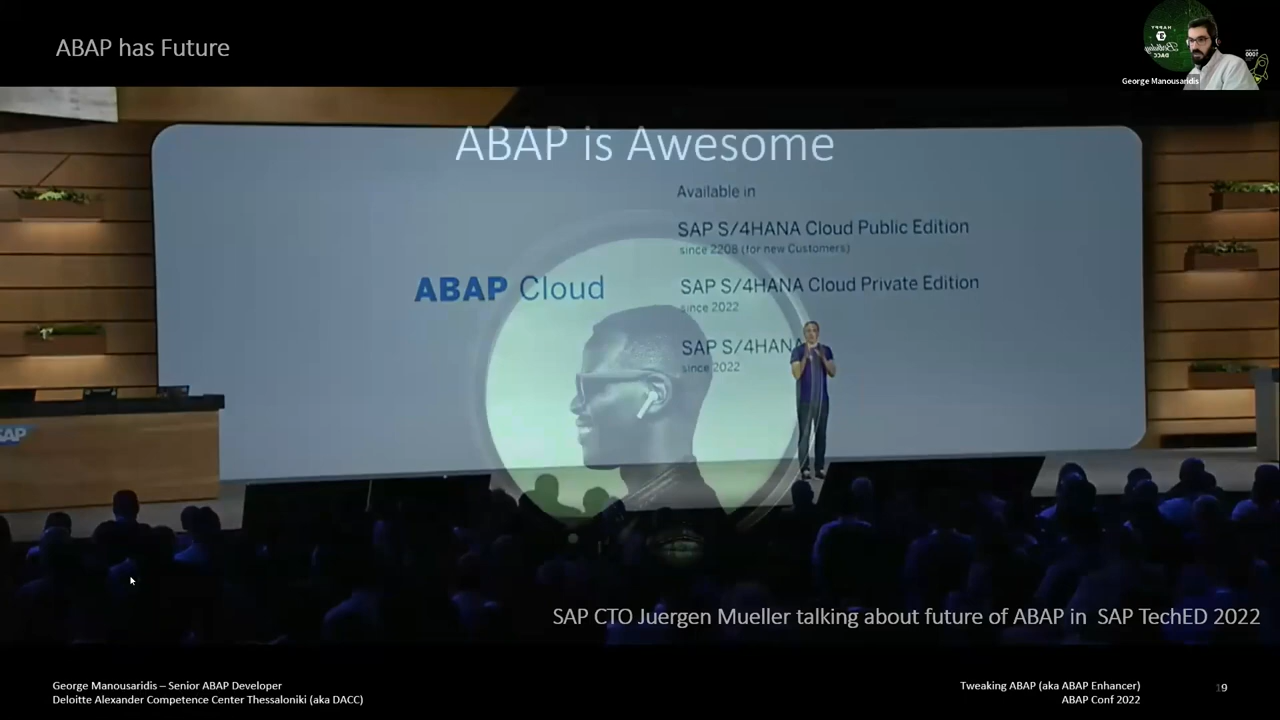 ABAP has Future
George Manousaridis
ABAP is Awesome
Available in
SAP S/4HANA Cloud Public Edition
since 2208 (for new Customers)
ABAP Cloud
SAP S/4HANA Cloud Private Edition
since 2022
SAP S/4HANA
since 2022
SAP
SAP CTO Juergen Mueller talking about future of ABAP in SAP TechED 2022
George Manousaridis – Senior ABAP Developer
Deloitte Alexander Competence Center Thessaloniki (aka DACC)
Tweaking ABAP (aka ABAP Enhancer)
ABAP Conf 2022